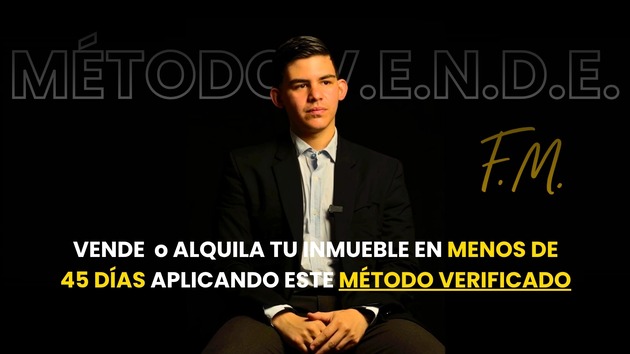 MÉTODO V.E.N.D.E.
F.M.
VENDE o ALQUILA TU INMUEBLE EN MENOS DE
45 DÍAS APLICANDO ESTE MÉTODO VERIFICADO